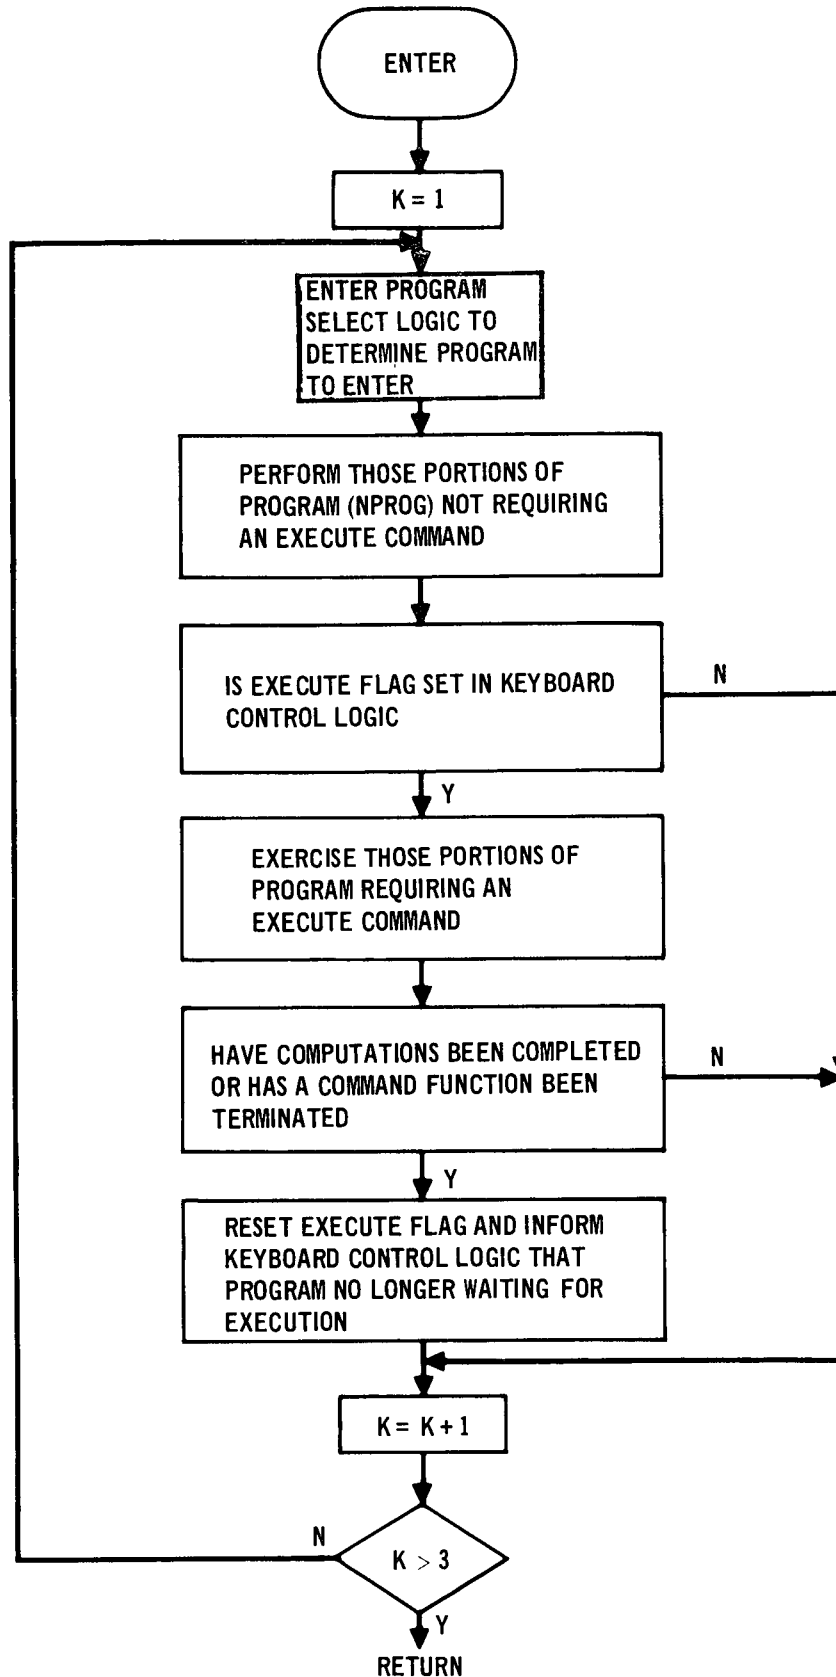 ENTER
K = 1
ENTER PROGRAM
SELECT LOGIC TO
DETERMINE PROGRAM
TO ENTER
PERFORM THOSE PORTIONS OF
PROGRAM (NPROG) NOT REQUIRING
AN EXECUTE COMMAND
IS EXECUTE FLAG SET IN KEYBOARD
CONTROL LOGIC
N
Y
EXERCISE THOSE PORTIONS OF
PROGRAM REQUIRING AN
EXECUTE COMMAND
HAVE COMPUTATIONS BEEN COMPLETED
OR HAS A COMMAND FUNCTION BEEN
TERMINATED
N
Y
RESET EXECUTE FLAG AND INFORM
KEYBOARD CONTROL LOGIC THAT
PROGRAM NO LONGER WAITING FOR
EXECUTION
K = K + 1
N
K > 3
Y
RETURN